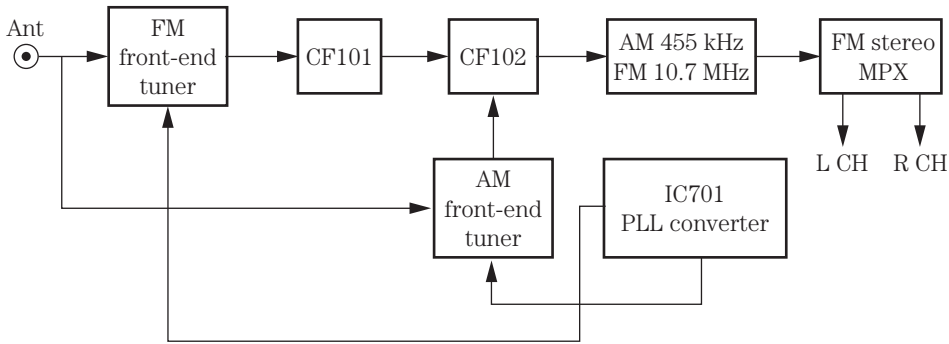 Ant
FM
front-end
tuner
CF101
CF102
AM 455 kHz
FM 10.7 MHz
FM stereo
MPX
L CH
R CH
AM
front-end
tuner
IC701
PLL converter